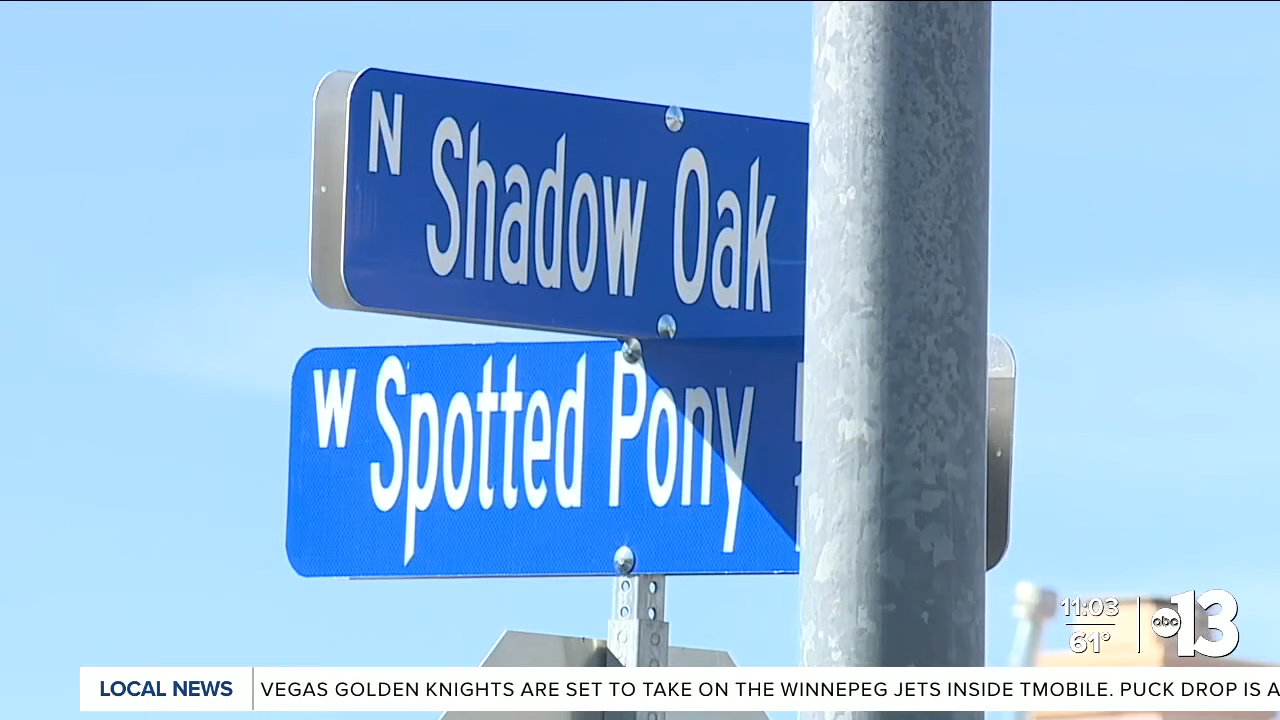 N Shadow Oak
W Spotted Pony
11:03
61°
abc 13
LOCAL NEWS
VEGAS GOLDEN KNIGHTS ARE SET TO TAKE ON THE WINNEPEG JETS INSIDE TMOBILE. PUCK DROP IS A